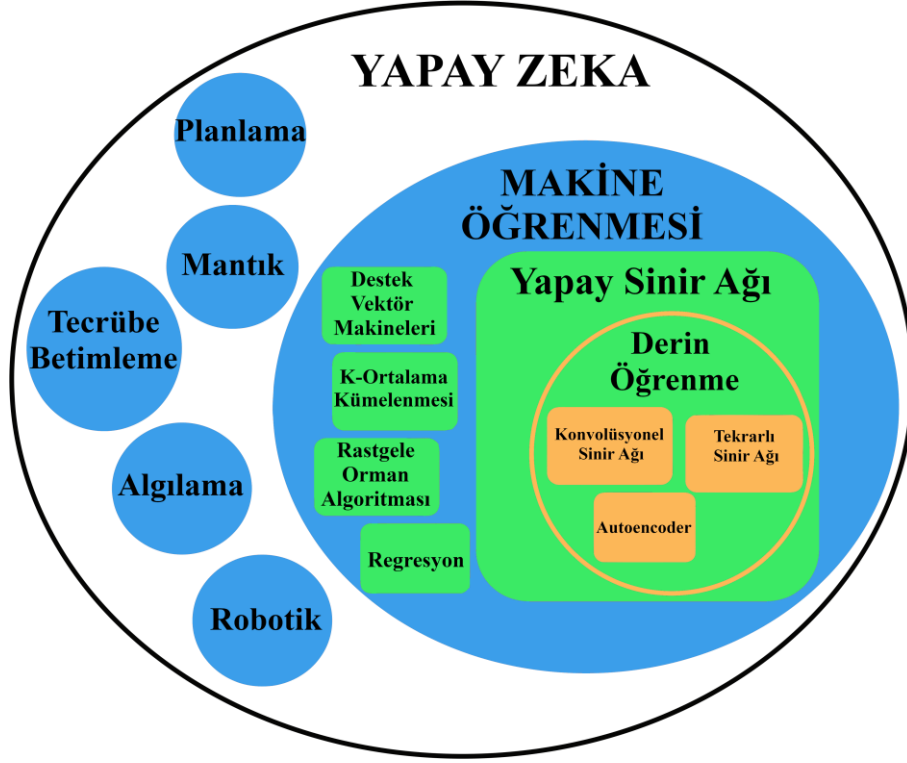 YAPAY ZEKA
Planlama
Mantık
Tecrübe
Betimleme
Algılama
Robotik
MAKİNE
ÖĞRENMESİ
Destek
Vektör
Makineleri
K-Ortalama
Kümelenmesi
Rastgele
Orman
Algoritması
Regresyon
Yapay Sinir Ağı
Derin
Öğrenme
Konvolüsyonel
Sinir Ağı
Tekrarlı
Sinir Ağı
Autoencoder